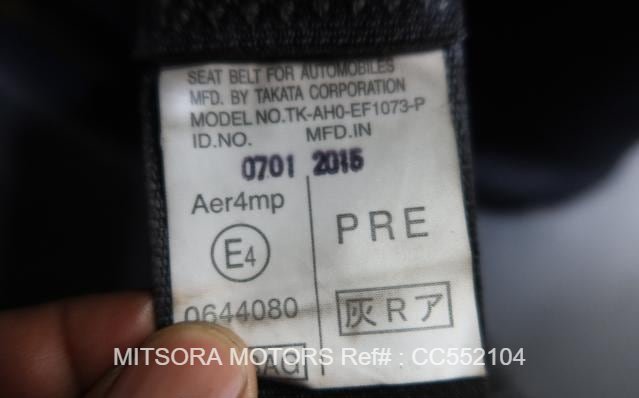 SEAT BELT FOR AUTOMOBILES
MFD. BY TAKATA CORPORATION
MODEL NO.TK-AH0-EF1073-P
ID.NO. MFD.IN
0701 2015
Aer4mp
E4
PRE
0644080
灰Rア
MITSORA MOTORS Ref# : CC552104